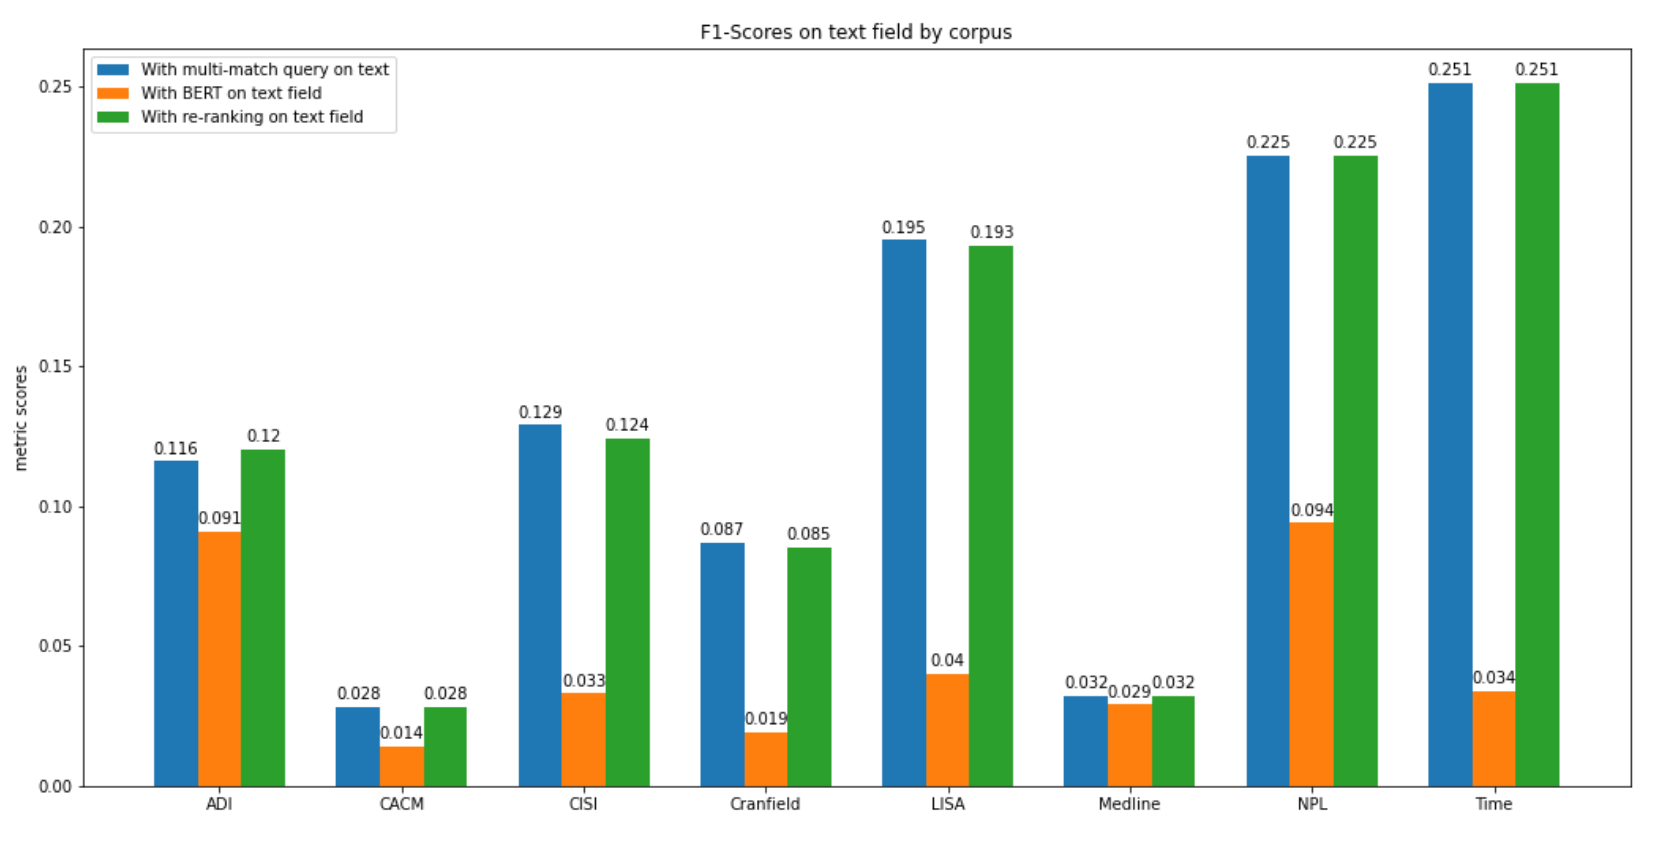 F1-Scores on text field by corpus
With multi-match query on text
With BERT on text field
With re-ranking on text field
metric scores
0.25
0.20
0.15
0.10
0.05
0.00
0.116
0.091
0.12
0.028
0.014
0.028
0.129
0.033
0.124
0.087
0.019
0.085
0.195
0.04
0.193
0.032
0.029
0.032
0.225
0.094
0.225
0.251
0.034
0.251
ADI
CACM
CISI
Cranfield
LISA
Medline
NPL
Time